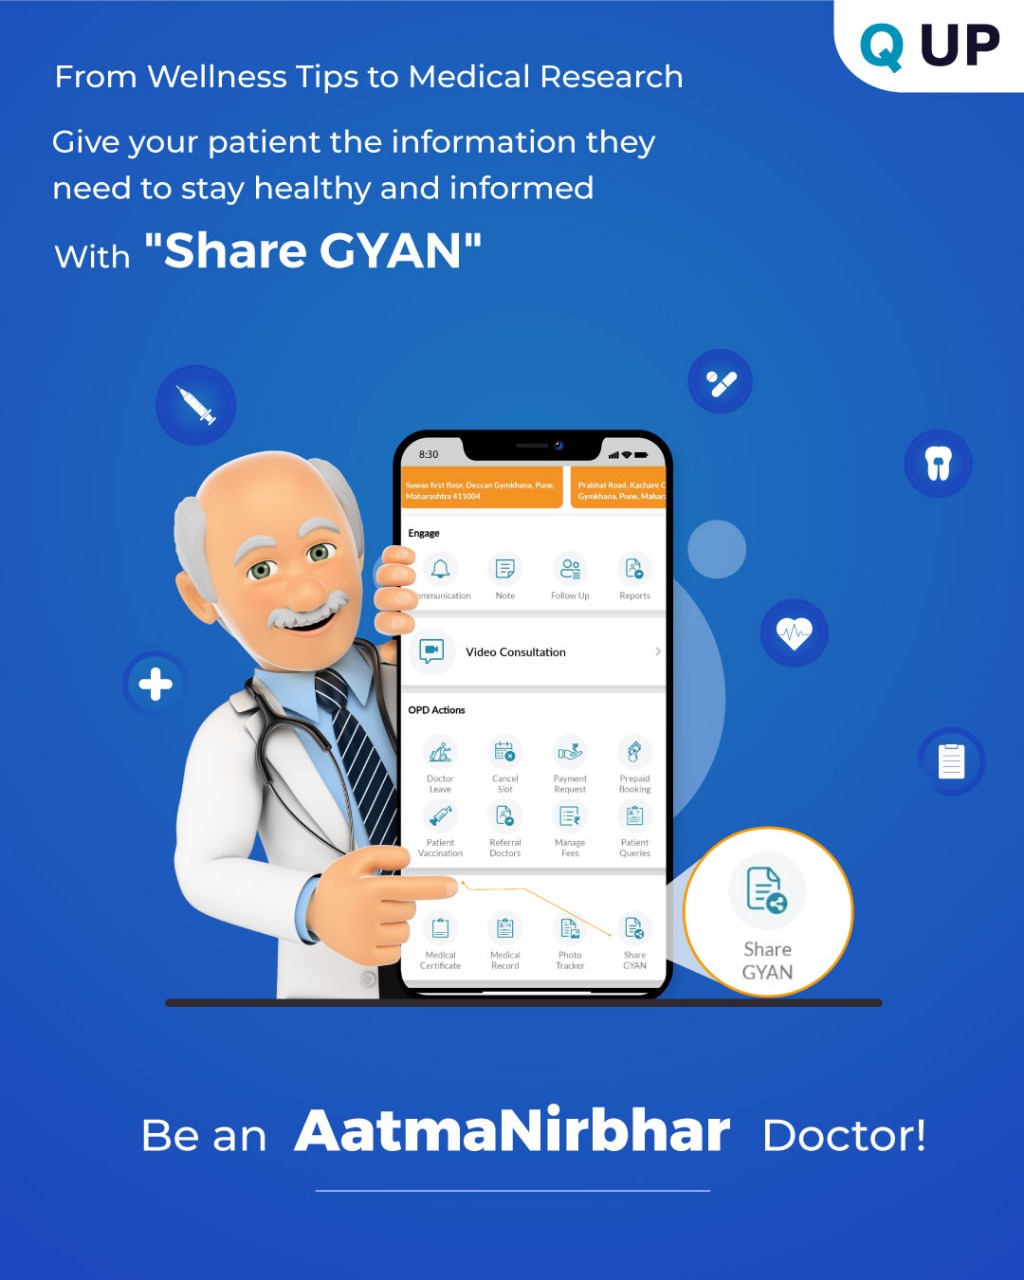 Q UP
From Wellness Tips to Medical Research
Give your patient the information they
need to stay healthy and informed
With "Share GYAN"
8:30
Suwas first floor, Deccan Gymkhana, Pune,
Maharashtra 411004
Prabhat Road, Kachare C
Gymkhana, Pune, Mahar
Engage
ommunication
Note
Follow Up
Reports
Video Consultation
OPD Actions
Doctor
Leave
Cancel
Slot
Payment
Request
Prepaid
Booking
Patient
Vaccination
Referral
Doctors
Manage
Fees
Patient
Queries
Medical
Certificate
Medical
Record
Photo
Tracker
Share
GYAN
Share
GYAN
Be an AatmaNirbhar Doctor!